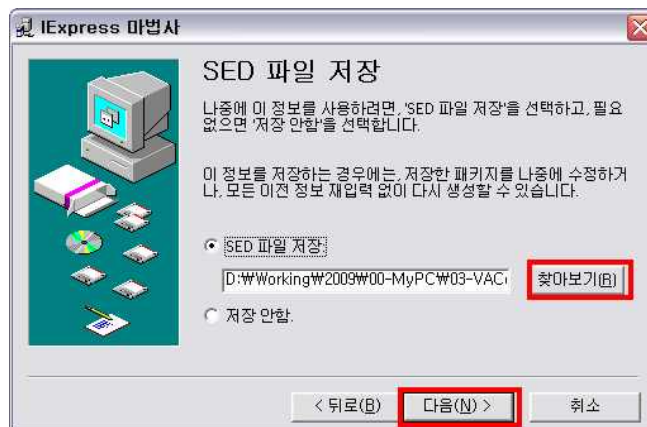 IExpress 마법사
SED 파일 저장
나중에 이 정보를 사용하려면, 'SED 파일 저장'을 선택하고, 필요
없으면 '저장 안함'을 선택합니다.
이 정보를 저장하는 경우에는, 저장한 패키지를 나중에 수정하거
나, 모든 이전 정보 재입력 없이 다시 생성할 수 있습니다.
SED 파일 저장:
D:₩Working₩2009₩00-MyPC₩03-VAC 찾아보기(R)
저장 안함.
< 뒤로(B) 다음(N) > 취소